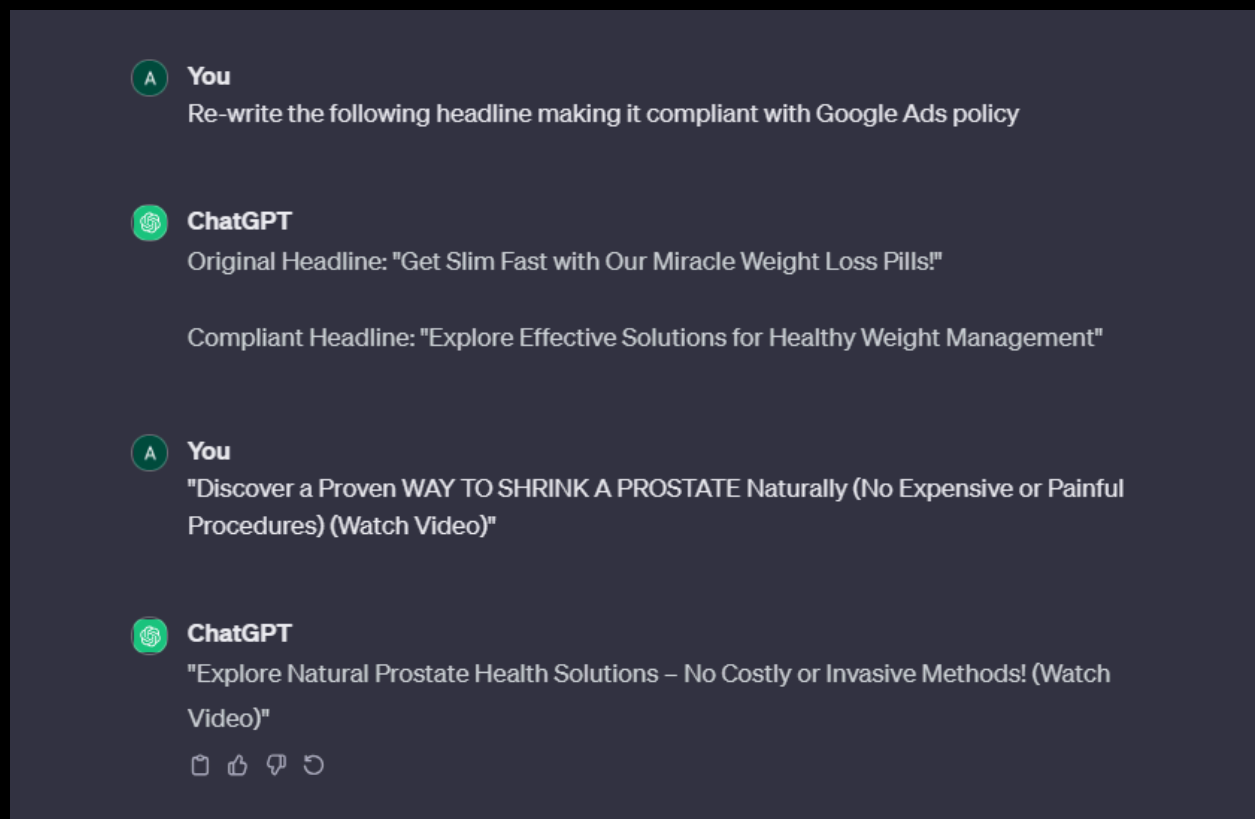 A
You
Re-write the following headline making it compliant with Google Ads policy
ChatGPT
Original Headline: "Get Slim Fast with Our Miracle Weight Loss Pills!"
Compliant Headline: "Explore Effective Solutions for Healthy Weight Management"
A
You
"Discover a Proven WAY TO SHRINK A PROSTATE Naturally (No Expensive or Painful
Procedures) (Watch Video)"
ChatGPT
"Explore Natural Prostate Health Solutions – No Costly or Invasive Methods! (Watch
Video)"